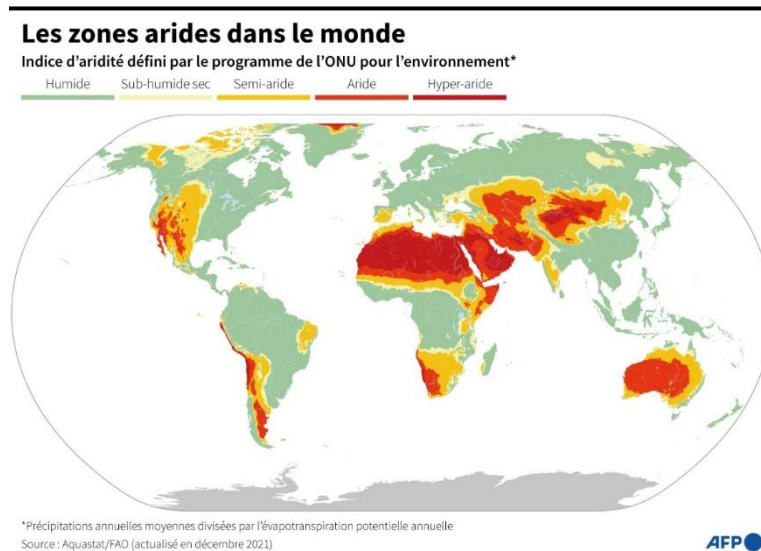 Les zones arides dans le monde
Indice d’aridité défini par le programme de l’ONU pour l’environnement*
Humide Sub-humide sec Semi-aride Aride Hyper-aride
*Précipitations annuelles moyennes divisées par l’évapotranspiration potentielle annuelle
Source : Aquastat/FAO (actualisé en décembre 2021)
AFP